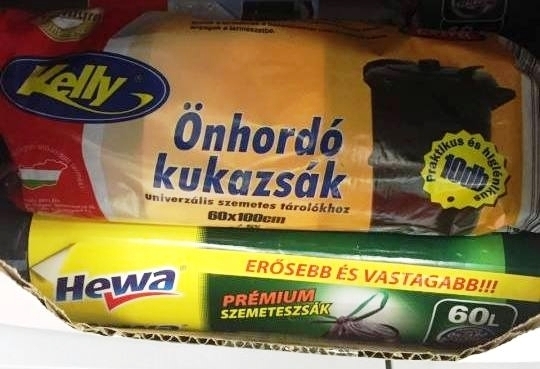 Kelly
Önhordó
kukazsák
univerzális szemetes tárolókhoz
60x100cm
Praktikus és higiénikus
10db
Hewa
ERŐSEBB ÉS VASTAGABB!!!
PRÉMIUM
SZEMETESZSÁK
60L